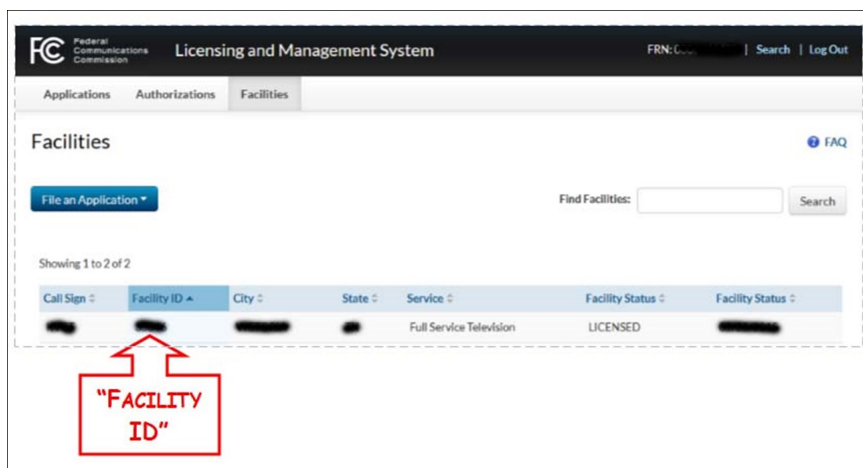 FCC Federal Communications Commission Licensing and Management System FRN: | Search | Log Out
Applications Authorizations Facilities
Facilities
FAQ
File an Application
Find Facilities: Search
Showing 1 to 2 of 2
Call Sign Facility ID City State Service Facility Status Facility Status
Full Service Television LICENSED
"FACILITY
ID"